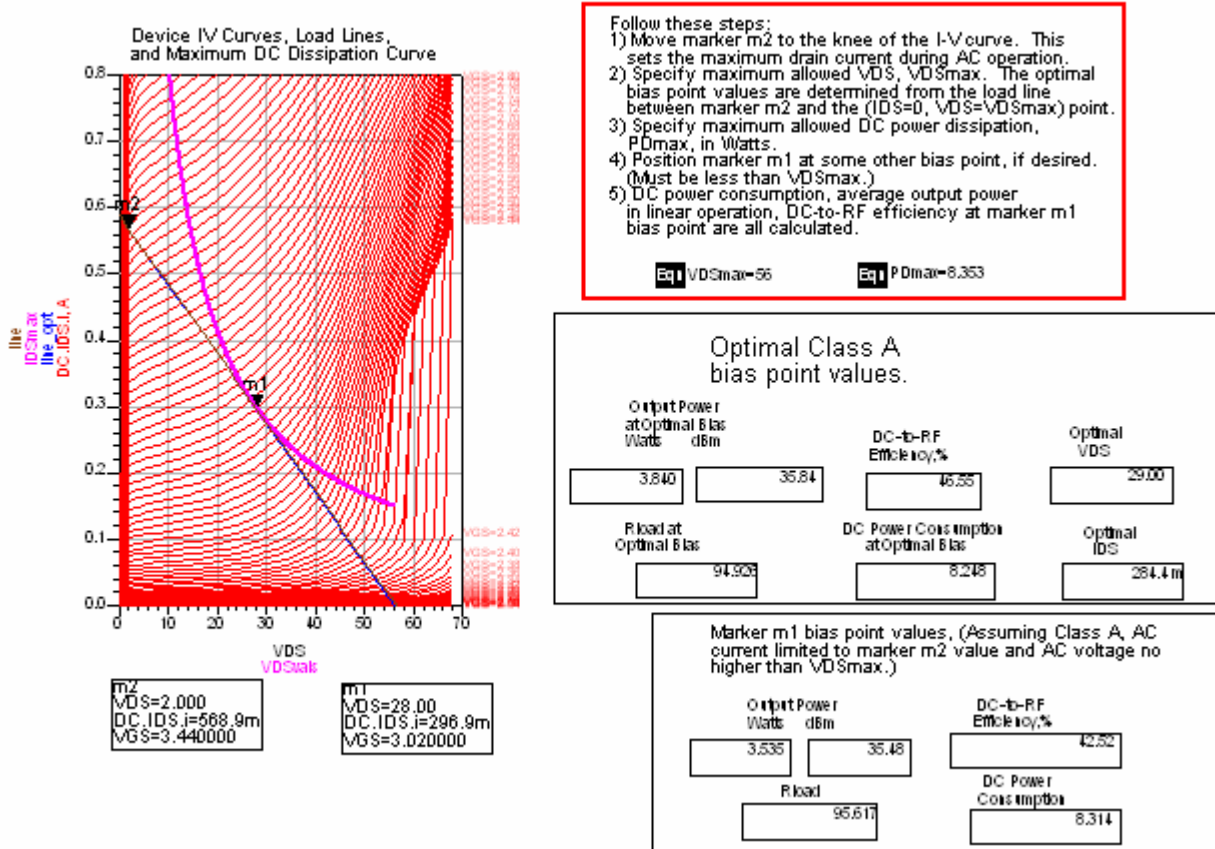 Device IV Curves, Load Lines,
and Maximum DC Dissipation Curve
0.8
0.7
0.6
0.5
0.4
0.3
0.2
0.1
0.0
m2
m1
line
IDSmax
line_opt
DC.IDS.i, A
VGS=2.42
VGS=2.40
0 10 20 30 40 50 60 70
VDS
VDSvals
m2
VDS=2.000
DC.IDS.i=568.9m
VGS=3.440000
m1
VDS=28.00
DC.IDS.i=296.9m
VGS=3.020000
Follow these steps:
1) Move marker m2 to the knee of the I-V curve. This
sets the maximum drain current during AC operation.
2) Specify maximum allowed VDS, VDSmax. The optimal
bias point values are determined from the load line
between marker m2 and the (IDS=0, VDS=VDSmax) point.
3) Specify maximum allowed DC power dissipation,
PDmax, in Watts.
4) Position marker m1 at some other bias point, if desired.
(Must be less than VDSmax.)
5) DC power consumption, average output power
in linear operation, DC-to-RF efficiency at marker m1
bias point are all calculated.
Eqn VDSmax=56
Eqn PDmax=8.353
Optimal Class A
bias point values.
Output Power
at Optimal Bias
Watts dBm
3.840
35.84
DC-to-RF
Efficiency,%
46.55
Optimal
VDS
29.00
Rload at
Optimal Bias
94.926
DC Power Consumption
at Optimal Bias
8.248
Optimal
IDS
284.4 m
Marker m1 bias point values, (Assuming Class A, AC
current limited to marker m2 value and AC voltage no
higher than VDSmax.)
Output Power
Watts dBm
3.535
35.48
DC-to-RF
Efficiency,%
42.52
Rload
95.617
DC Power
Consumption
8.314